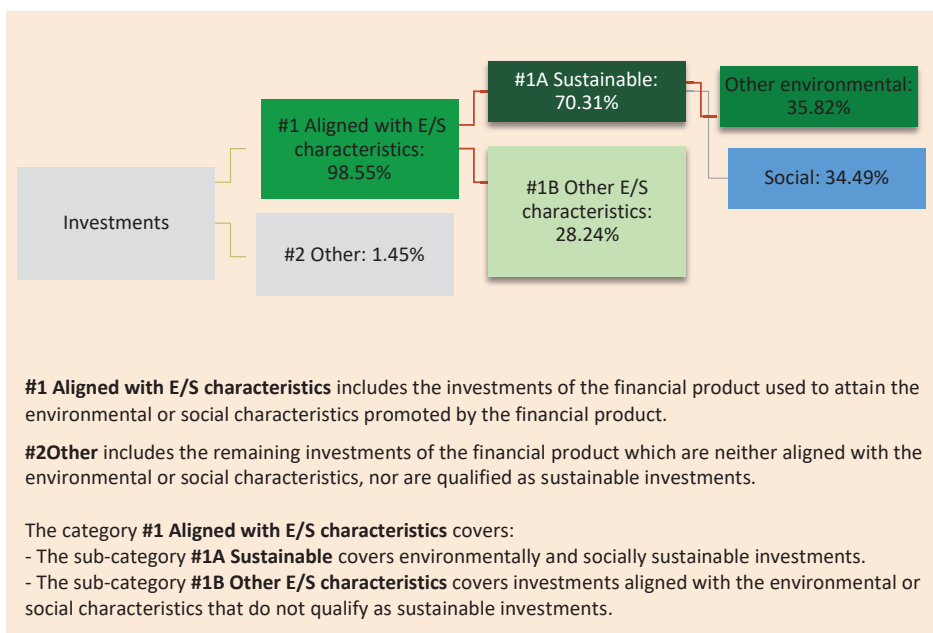 Investments
#1 Aligned with E/S
characteristics:
98.55%
#2 Other: 1.45%
#1A Sustainable:
70.31%
#1B Other E/S
characteristics:
28.24%
Other environmental:
35.82%
Social: 34.49%
#1 Aligned with E/S characteristics includes the investments of the financial product used to attain the
environmental or social characteristics promoted by the financial product.
#2Other includes the remaining investments of the financial product which are neither aligned with the
environmental or social characteristics, nor are qualified as sustainable investments.
The category #1 Aligned with E/S characteristics covers:
- The sub-category #1A Sustainable covers environmentally and socially sustainable investments.
- The sub-category #1B Other E/S characteristics covers investments aligned with the environmental or
social characteristics that do not qualify as sustainable investments.